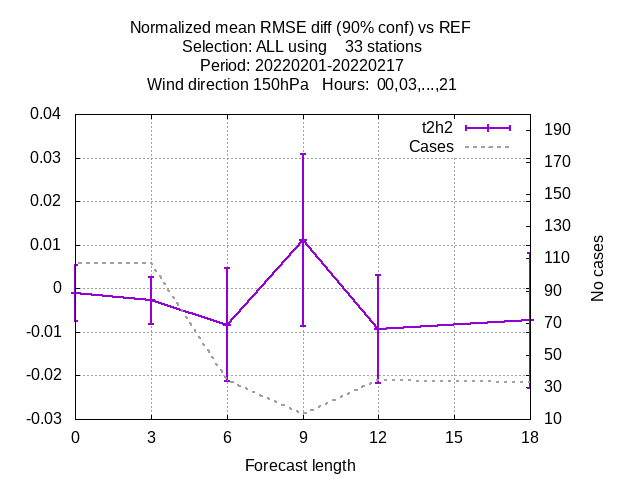 Normalized mean RMSE diff (90% conf) vs REF
Selection: ALL using    33 stations
Period: 20220201-20220217
Wind direction 150hPa   Hours:  00,03,...,21
t2h2
Cases
0.04
0.03
0.02
0.01
0
-0.01
-0.02
-0.03
190
170
150
130
110
90
70
50
30
10
No cases
0 3 6 9 12 15 18
Forecast length